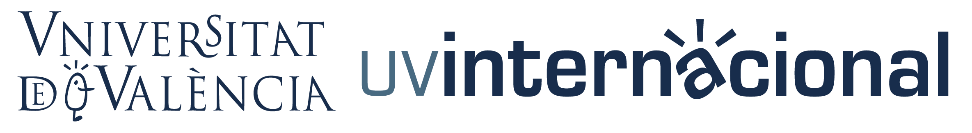 VNIVERSITAT
DE VALÈNCIA
uvinternacional